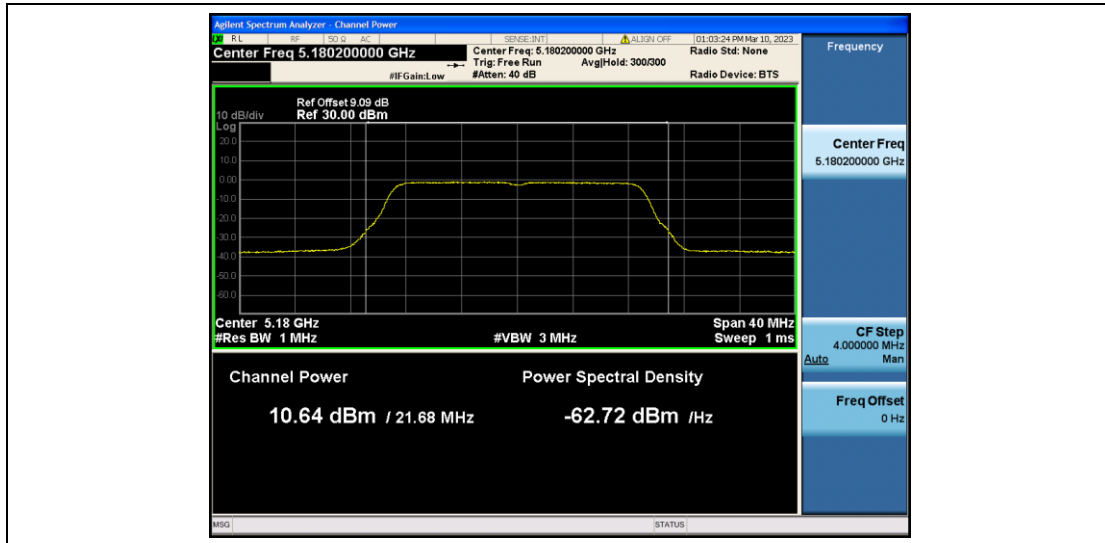 Agilent Spectrum Analyzer - Channel Power
RL RF 50 Ω AC SENSE:INT ALIGN OFF 01:03:24 PM Mar 10, 2023
Center Freq 5.180200000 GHz
Center Freq: 5.180200000 GHz
Radio Std: None
Trig: Free Run Avg|Hold: 300/300
#IFGain:Low #Atten: 40 dB Radio Device: BTS
Ref Offset 9.09 dB
10 dB/div Ref 30.00 dBm
Log
20.0
10.0
0.00
-10.0
-20.0
-30.0
-40.0
-50.0
-60.0
Center 5.18 GHz Span 40 MHz
#Res BW 1 MHz #VBW 3 MHz Sweep 1 ms
Channel Power Power Spectral Density
10.64 dBm / 21.68 MHz -62.72 dBm /Hz
MSG STATUS
Frequency
Center Freq
5.180200000 GHz
CF Step
4.000000 MHz
Auto Man
Freq Offset
0 Hz